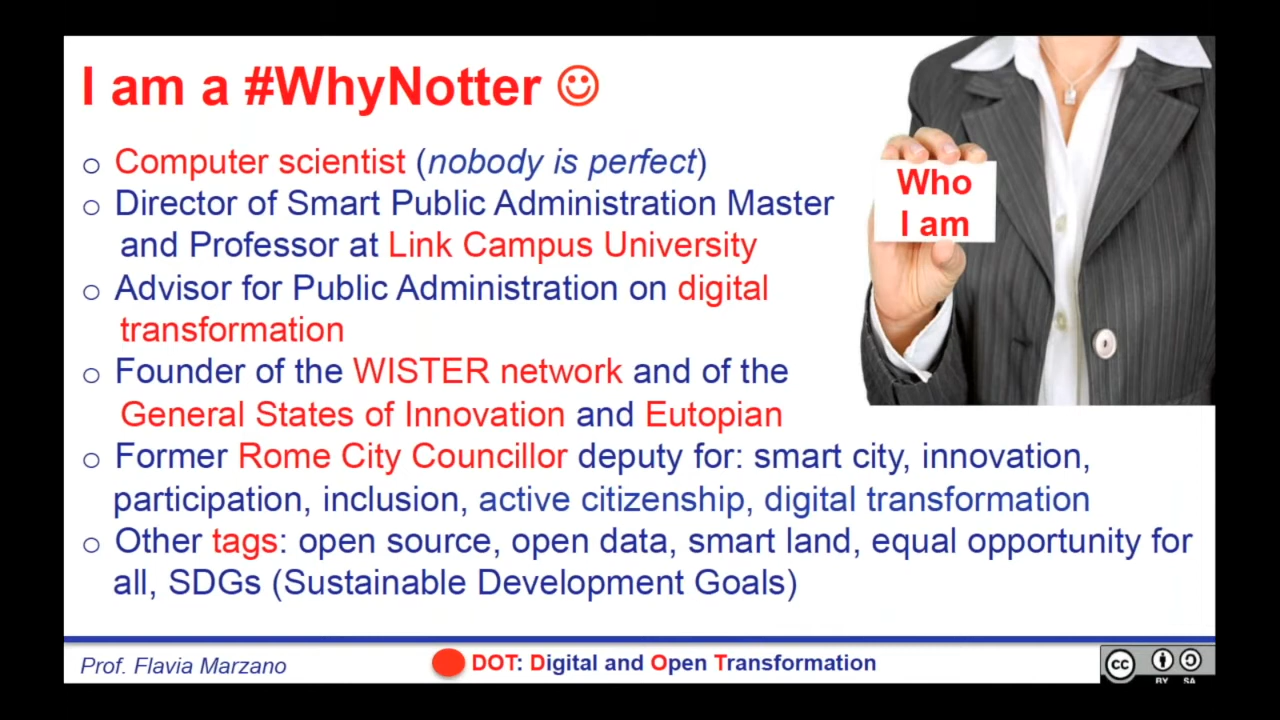 I am a #WhyNotter ☺
Computer scientist (nobody is perfect)
Director of Smart Public Administration Master
and Professor at Link Campus University
Advisor for Public Administration on digital
transformation
Founder of the WISTER network and of the
General States of Innovation and Eutopian
Former Rome City Councillor deputy for: smart city, innovation,
participation, inclusion, active citizenship, digital transformation
Other tags: open source, open data, smart land, equal opportunity for
all, SDGs (Sustainable Development Goals)
Who
I am
Prof. Flavia Marzano
DOT: Digital and Open Transformation
cc
BY SA